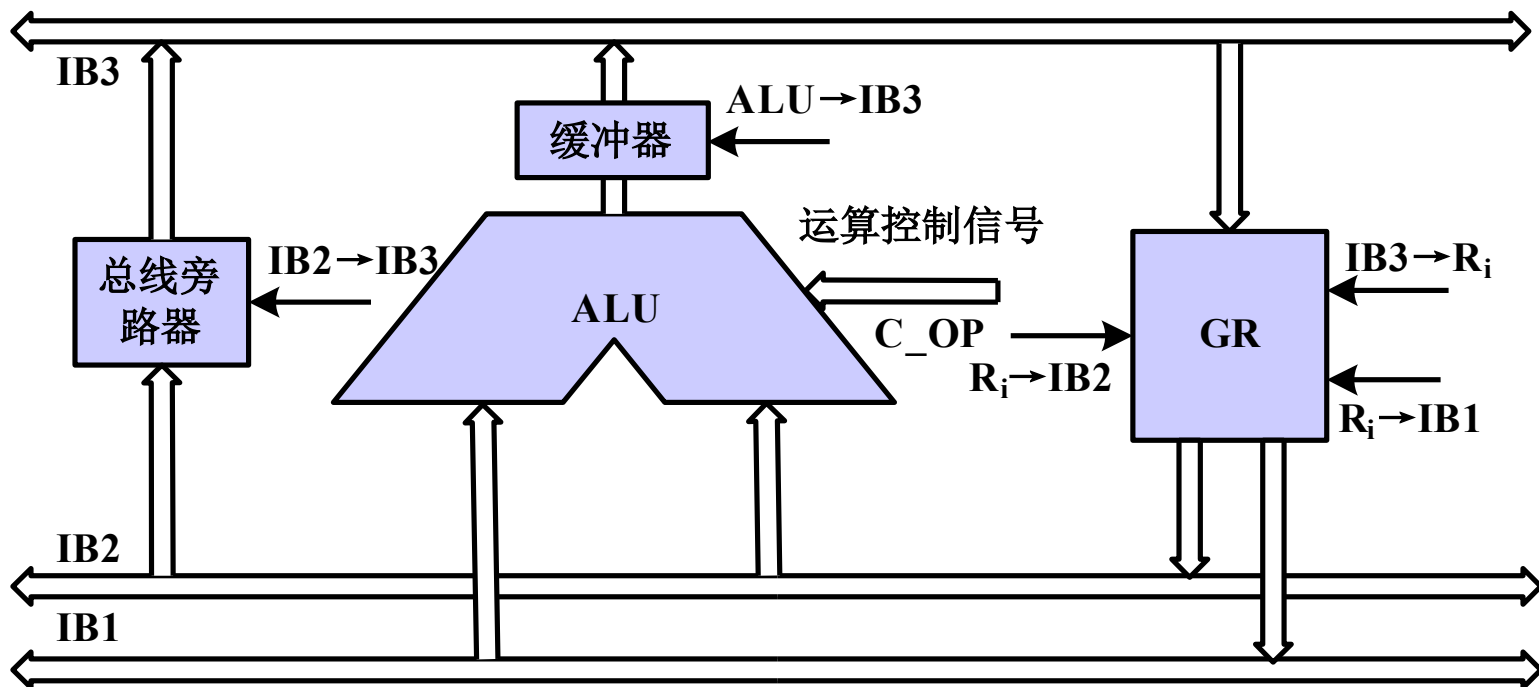 IB3
ALU→IB3
缓冲器
运算控制信号
IB2→IB3
总线旁
路器
IB3→Rᵢ
ALU
C_OP
GR
Rᵢ→IB2
Rᵢ→IB1
IB2
IB1